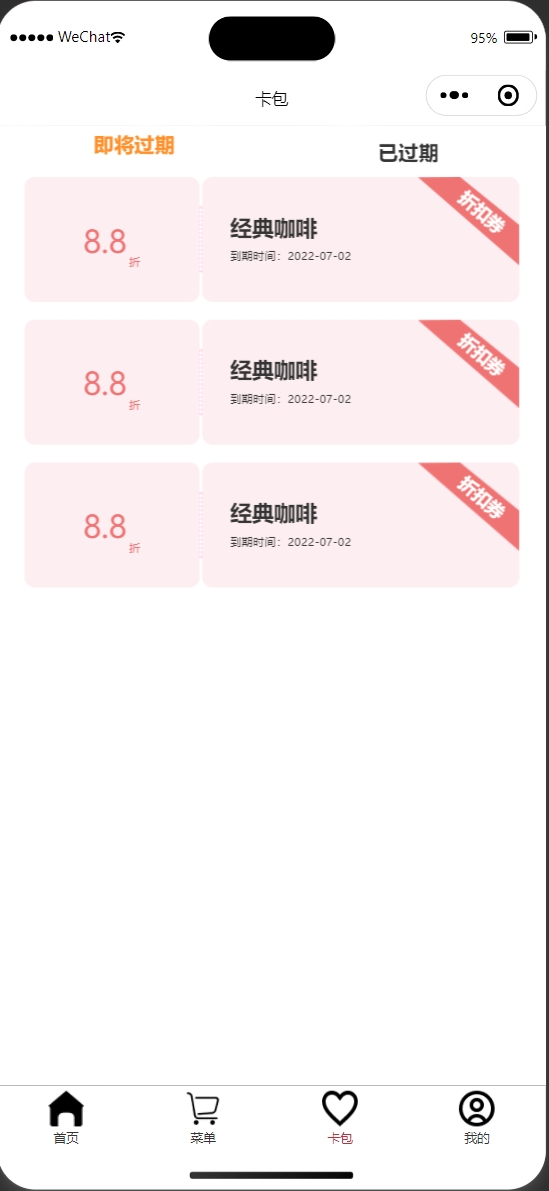 ●●●●● WeChat 95%
卡包
即将过期 已过期
折扣券
8.8折
经典咖啡
到期时间：2022-07-02
折扣券
8.8折
经典咖啡
到期时间：2022-07-02
折扣券
8.8折
经典咖啡
到期时间：2022-07-02
首页 菜单 卡包 我的